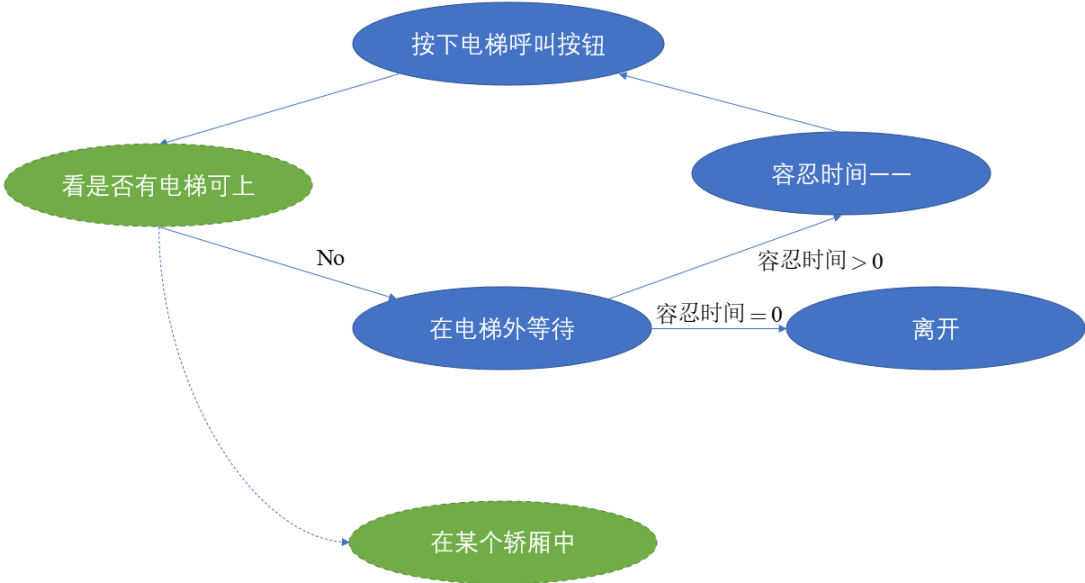 按下电梯呼叫按钮
看是否有电梯可上
容忍时间——
No
容忍时间 > 0
在电梯外等待
容忍时间 = 0
离开
在某个轿厢中